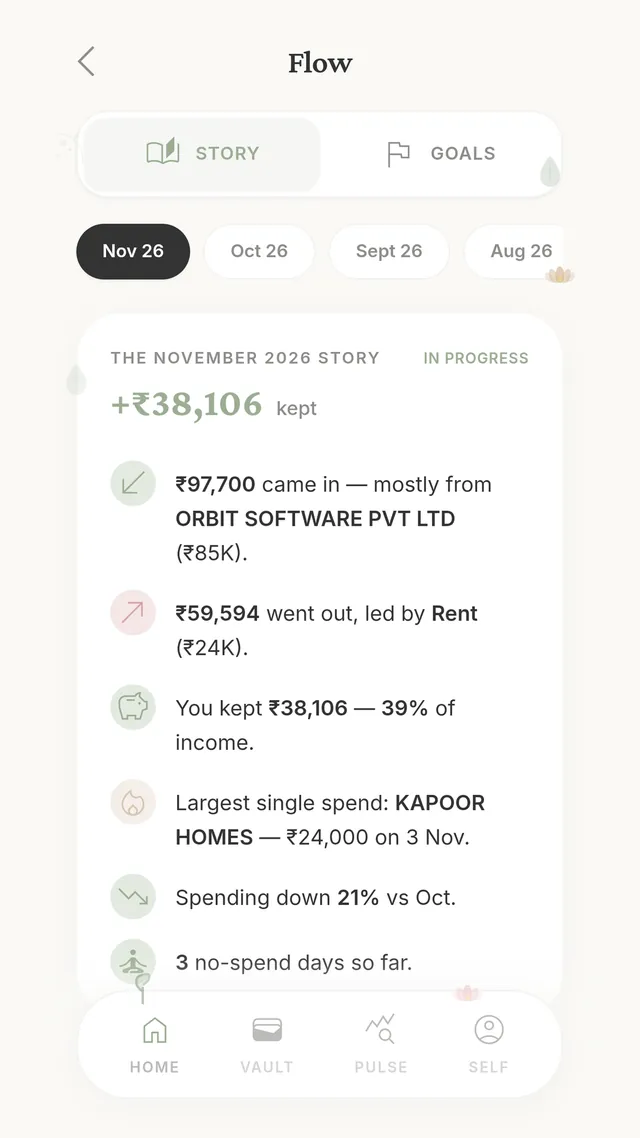 Flow
STORY
GOALS
Nov 26
Oct 26
Sept 26
Aug 26
THE NOVEMBER 2026 STORY
IN PROGRESS
+₹38,106 kept
₹97,700 came in — mostly from
ORBIT SOFTWARE PVT LTD
(₹85K).
₹59,594 went out, led by Rent
(₹24K).
You kept ₹38,106 — 39% of
income.
Largest single spend: KAPOOR
HOMES — ₹24,000 on 3 Nov.
Spending down 21% vs Oct.
3 no-spend days so far.
HOME
VAULT
PULSE
SELF